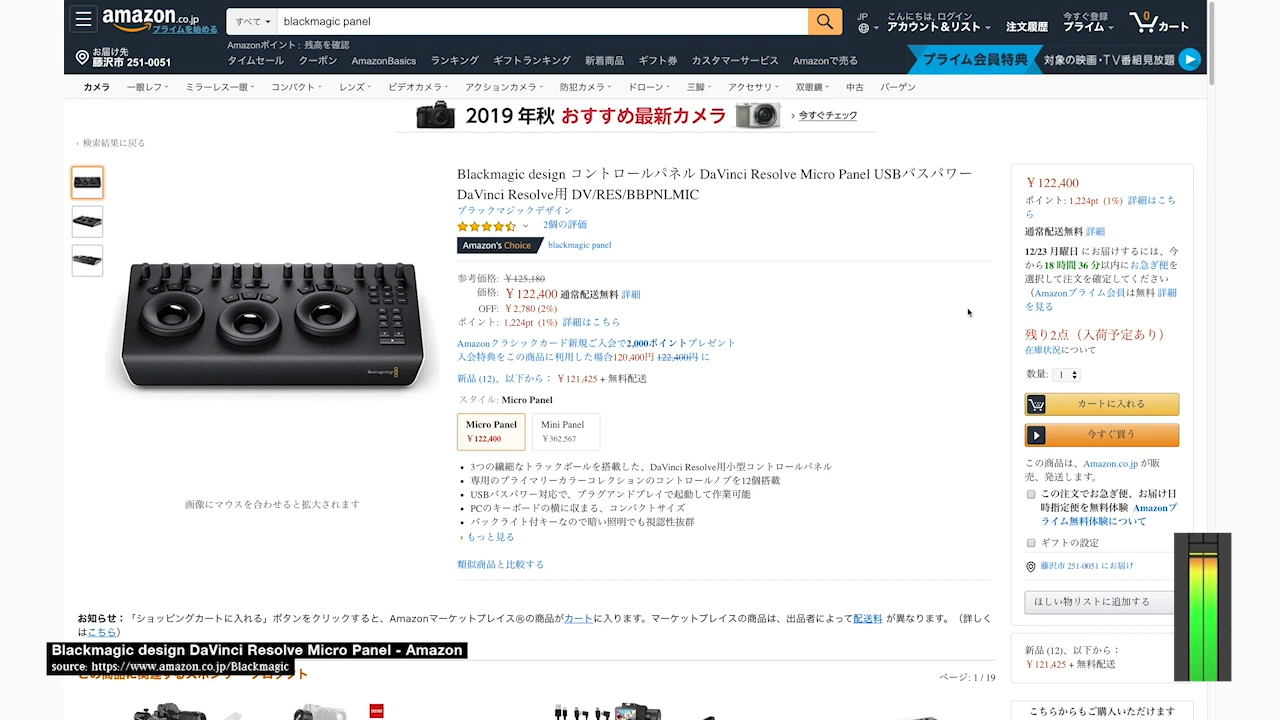 amazon.co.jp
プライムを始める
すべて
blackmagic panel
JP
こんにちは, ログイン
アカウント&リスト
注文履歴
今すぐ登録
プライム
0
カート
お届け先
藤沢市 251-0051
Amazonポイント: 残高を確認
タイムセール クーポン AmazonBasics ランキング ギフトランキング 新着商品 ギフト券 カスタマーサービス Amazonで売る
プライム会員特典 対象の映画・TV番組見放題
カメラ 一眼レフ ミラーレス一眼 コンパクト レンズ ビデオカメラ アクションカメラ 防犯カメラ ドローン 三脚 アクセサリ 双眼鏡 中古 バーゲン
2019 年秋 おすすめ最新カメラ › 今すぐチェック
‹ 検索結果に戻る
Blackmagic design コントロールパネル DaVinci Resolve Micro Panel USBバスパワー
DaVinci Resolve用 DV/RES/BBPNLMIC
ブラックマジックデザイン
2個の評価
Amazon's Choice blackmagic panel
参考価格: ￥125,180
価格: ￥122,400 通常配送無料 詳細
OFF: ￥2,780 (2%)
ポイント: 1,224pt (1%) 詳細はこちら
Amazonクラシックカード新規ご入会で2,000ポイントプレゼント
入会特典をこの商品に利用した場合120,400円 122,400円 に
新品 (12)、以下から： ￥121,425 + 無料配送
スタイル: Micro Panel
Micro Panel
￥122,400
Mini Panel
￥362,567
• 3つの繊細なトラックボールを搭載した、DaVinci Resolve用小型コントロールパネル
• 専用のプライマリーカラーコレクションのコントロールノブを12個搭載
• USBバスパワー対応で、プラグアンドプレイで起動して作業可能
• PCのキーボードの横に収まる、コンパクトサイズ
• バックライト付キーなので暗い照明でも視認性抜群
› もっと見る
類似商品と比較する
画像にマウスを合わせると拡大されます
￥122,400
ポイント: 1,224pt (1%) 詳細はこち
ら
通常配送無料 詳細
12/23 月曜日 にお届けするには、今
から18 時間 36 分以内にお急ぎ便を
選択して注文を確定してください
（Amazonプライム会員は無料 詳細
を見る
残り2点（入荷予定あり）
在庫状況について
数量: 1
カートに入れる
今すぐ買う
この商品は、Amazon.co.jp が販
売、発送します。
この注文でお急ぎ便、お届け日
時指定便を無料体験 Amazonプ
ライム無料体験について
ギフトの設定
藤沢市 251-0051 にお届け
ほしい物リストに追加する
新品 (12)、以下から：
￥121,425 + 無料配送
こちらからもご購入いただけます
お知らせ：「ショッピングカートに入れる」ボタンをクリックすると、Amazonマーケットプレイス®の商品がカートに入ります。マーケットプレイスの商品は、出品者によって配送料 が異なります。（詳しく
はこちら）
Blackmagic design DaVinci Resolve Micro Panel - Amazon
source: https://www.amazon.co.jp/Blackmagic
この商品に関連するスポンサープロダクト
ページ: 1 / 19